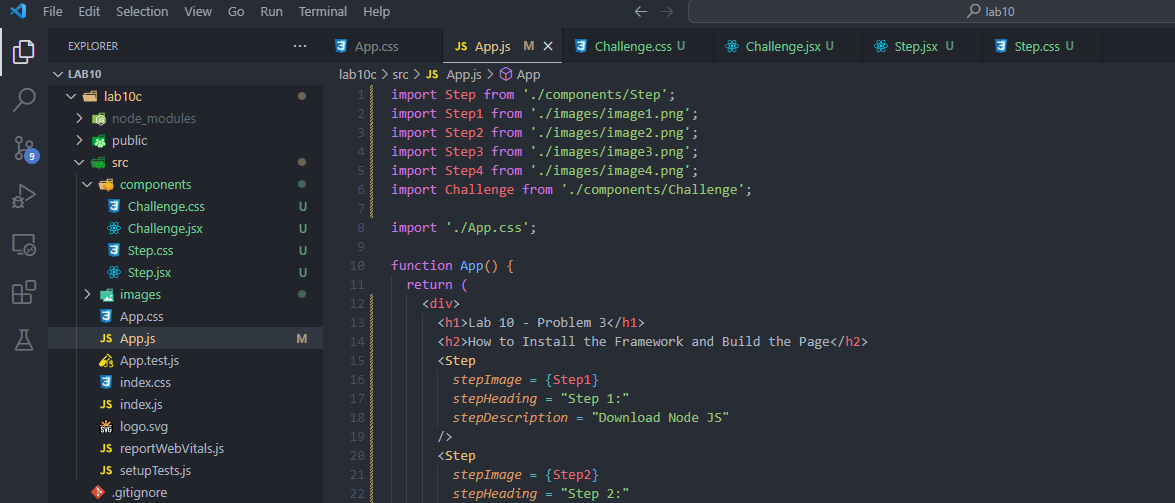 File Edit Selection View Go Run Terminal Help lab10
EXPLORER
App.css
JS App.js M
Challenge.css U
Challenge.jsx U
Step.jsx U
Step.css U
LAB10
lab10c
node_modules
public
src
components
Challenge.css U
Challenge.jsx U
Step.css U
Step.jsx U
images
App.css
JS App.js M
App.test.js
index.css
JS index.js
SVG logo.svg
JS reportWebVitals.js
JS setupTests.js
.gitignore
9
lab10c > src > JS App.js > App
1 import Step from './components/Step';
2 import Step1 from './images/image1.png';
3 import Step2 from './images/image2.png';
4 import Step3 from './images/image3.png';
5 import Step4 from './images/image4.png';
6 import Challenge from './components/Challenge';
7
8 import './App.css';
9
10 function App() {
11 return (
12 <div>
13 <h1>Lab 10 - Problem 3</h1>
14 <h2>How to Install the Framework and Build the Page</h2>
15 <Step
16 stepImage = {Step1}
17 stepHeading = "Step 1:"
18 stepDescription = "Download Node JS"
19 />
20 <Step
21 stepImage = {Step2}
22 stepHeading = "Step 2:"